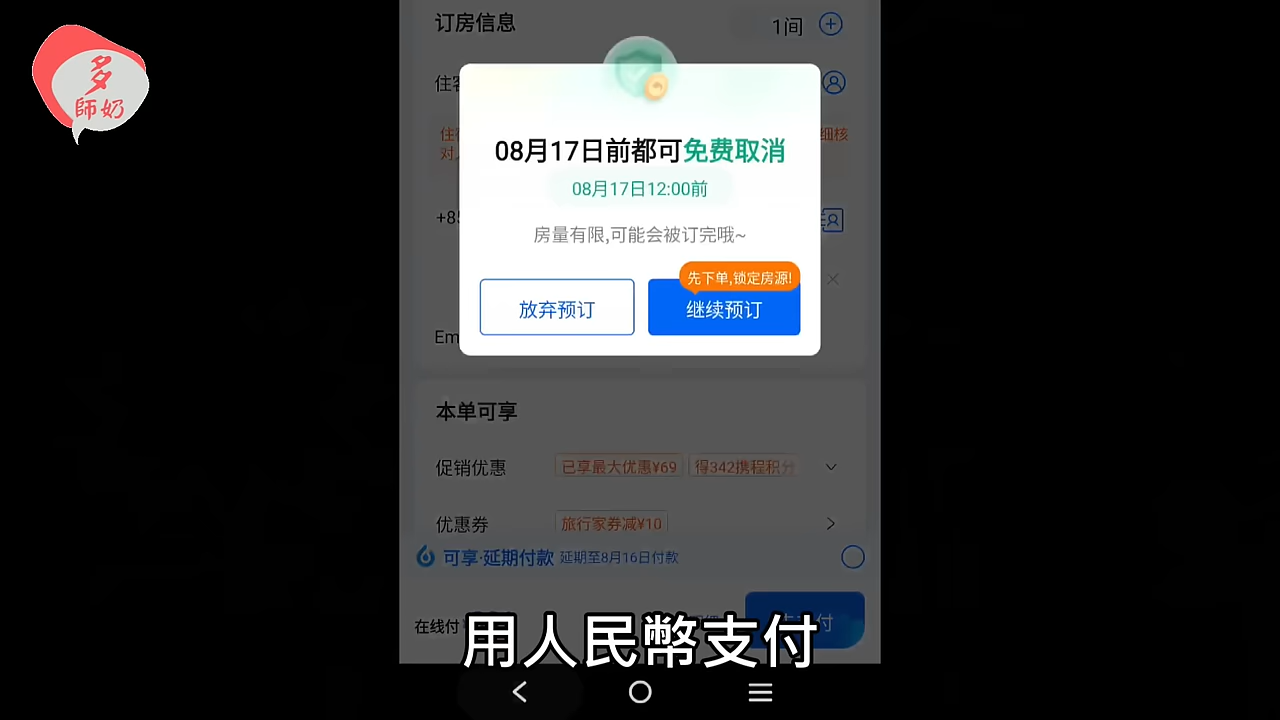 多
師奶
订房信息
1间
住客
08月17日前都可免费取消
08月17日12:00前
房量有限,可能会被订完哦~
先下单,锁定房源!
放弃预订
继续预订
细核
对
+85
Em
本单可享
促销优惠
已享最大优惠¥69
得342携程积分
优惠券
旅行家券减¥10
可享·延期付款 延期至8月16日付款
在线付
用人民幣支付